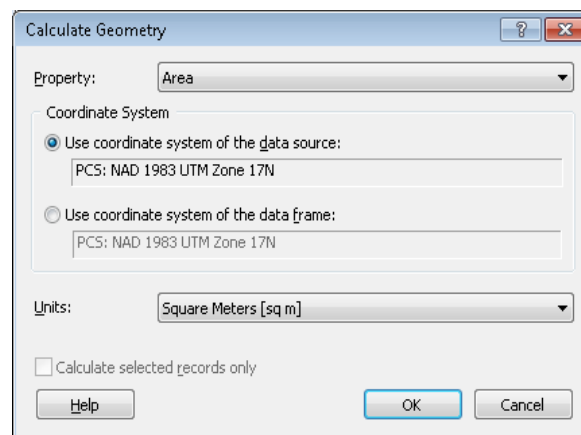 Calculate Geometry
?
Property: Area
Coordinate System
Use coordinate system of the data source:
PCS: NAD 1983 UTM Zone 17N
Use coordinate system of the data frame:
PCS: NAD 1983 UTM Zone 17N
Units: Square Meters [sq m]
Calculate selected records only
Help OK Cancel